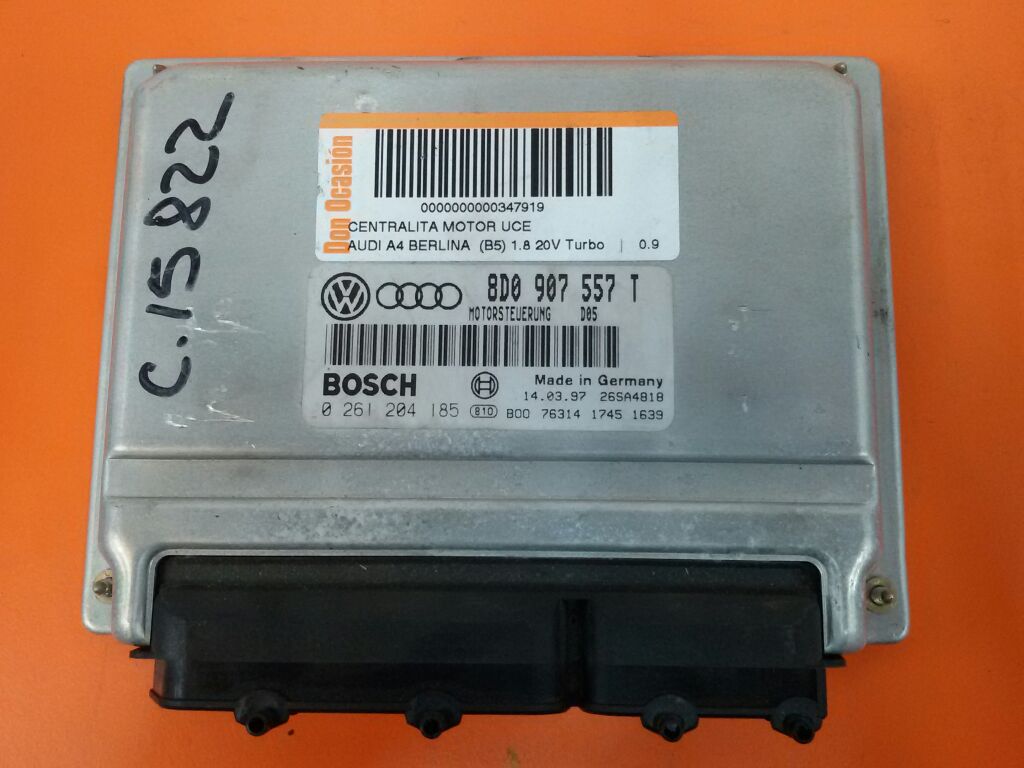 C.15822
Don Ocasión
0000000000347919
CENTRALITA MOTOR UCE
AUDI A4 BERLINA (B5) 1.8 20V Turbo | 0.9
8D0 907 557 T
MOTORSTEUERUNG D05
BOSCH
Made in Germany
14.03.97 26SA4818
0 261 204 185 810 B00 76314 1745 1639